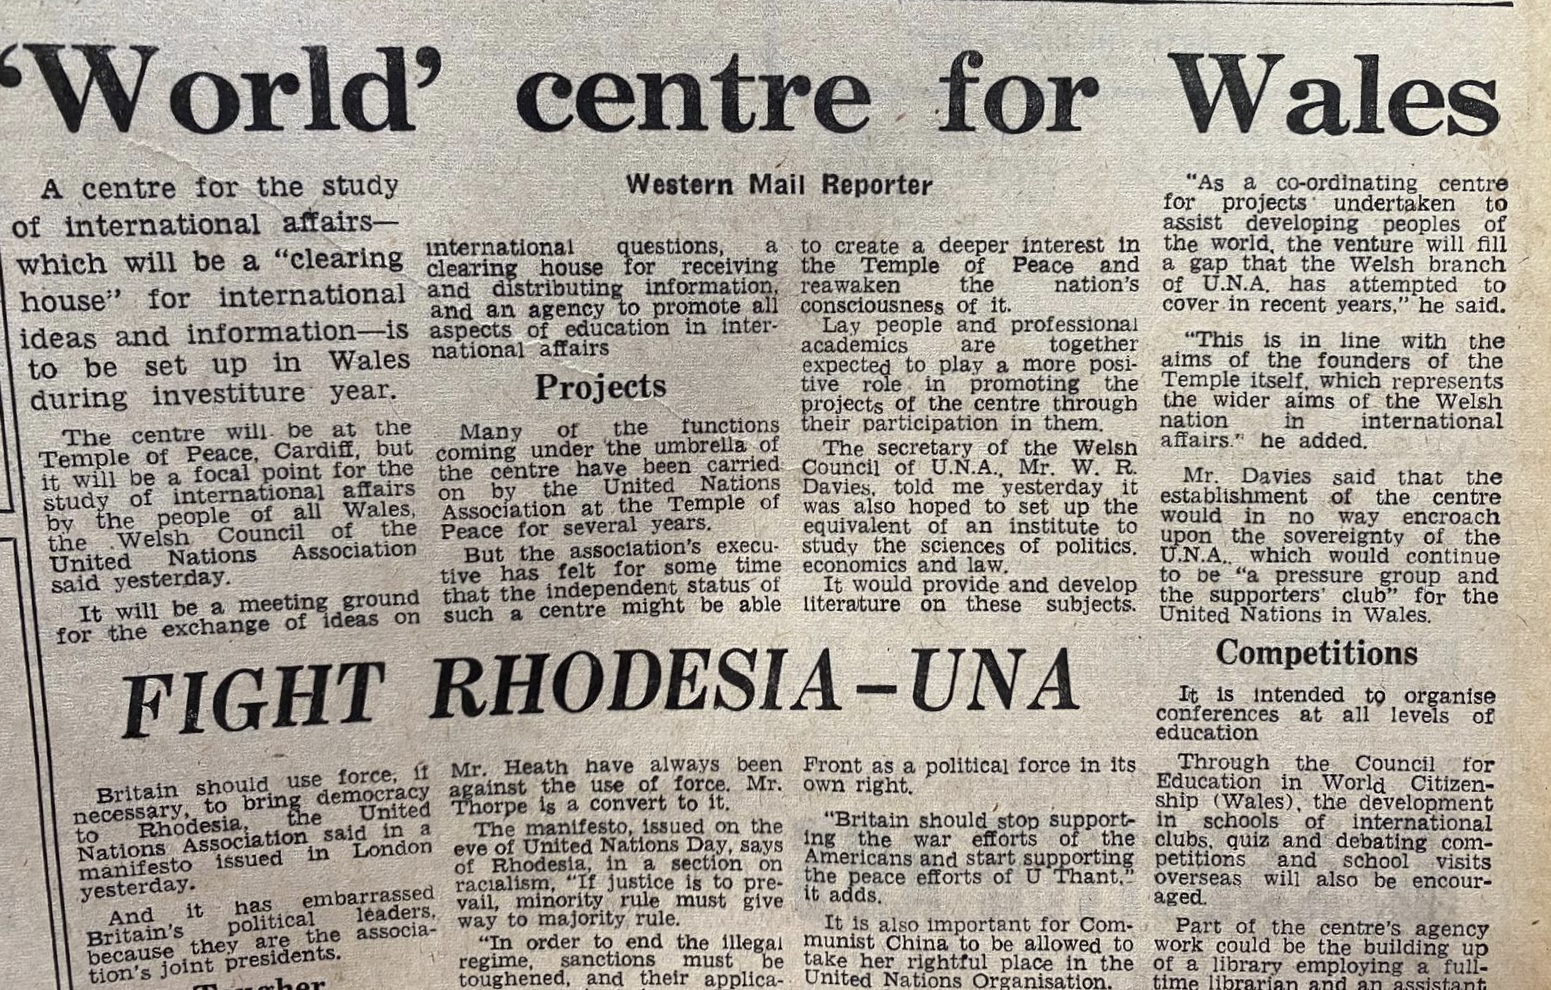 ‘World’ centre for Wales
Western Mail Reporter
A centre for the study
of international affairs—
which will be a “clearing
house” for international
ideas and information—is
to be set up in Wales
during investiture year.
The centre will be at the
Temple of Peace, Cardiff, but
it will be a focal point for the
study of international affairs
by the people of all Wales,
the Welsh Council of the
United Nations Association
said yesterday.
It will be a meeting ground
for the exchange of ideas on
international questions, a
clearing house for receiving
and distributing information,
and an agency to promote all
aspects of education in inter-
national affairs
Projects
Many of the functions
coming under the umbrella of
the centre have been carried
on by the United Nations
Association at the Temple of
Peace for several years.
But the association’s execu-
tive has felt for some time
that the independent status of
such a centre might be able
to create a deeper interest in
the Temple of Peace and
reawaken the nation’s
consciousness of it.
Lay people and professional
academics are together
expected to play a more posi-
tive role in promoting the
projects of the centre through
their participation in them.
The secretary of the Welsh
Council of U.N.A., Mr. W. R.
Davies, told me yesterday it
was also hoped to set up the
equivalent of an institute to
study the sciences of politics,
economics and law.
It would provide and develop
literature on these subjects.
“As a co-ordinating centre
for projects undertaken to
assist developing peoples of
the world, the venture will fill
a gap that the Welsh branch
of U.N.A. has attempted to
cover in recent years,” he said.
“This is in line with the
aims of the founders of the
Temple itself, which represents
the wider aims of the Welsh
nation in international
affairs.” he added.
Mr. Davies said that the
establishment of the centre
would in no way encroach
upon the sovereignty of the
U.N.A., which would continue
to be “a pressure group and
the supporters’ club” for the
United Nations in Wales.
Competitions
It is intended to organise
conferences at all levels of
education
Through the Council for
Education in World Citizen-
ship (Wales), the development
in schools of international
clubs, quiz and debating com-
petitions and school visits
overseas will also be encour-
aged.
Part of the centre’s agency
work could be the building up
of a library employing a full-
time librarian and an assistant
FIGHT RHODESIA–UNA
Britain should use force, if
necessary, to bring democracy
to Rhodesia, the United
Nations Association said in a
manifesto issued in London
yesterday.
And it has embarrassed
Britain’s political leaders,
because they are the associa-
tion’s joint presidents.
Tougher
Mr. Heath have always been
against the use of force. Mr.
Thorpe is a convert to it.
The manifesto, issued on the
eve of United Nations Day, says
of Rhodesia, in a section on
racialism, “If justice is to pre-
vail, minority rule must give
way to majority rule.
“In order to end the illegal
regime, sanctions must be
toughened, and their applica-
Front as a political force in its
own right.
“Britain should stop support-
ing the war efforts of the
Americans and start supporting
the peace efforts of U Thant,”
it adds.
It is also important for Com-
munist China to be allowed to
take her rightful place in the
United Nations Organisation.